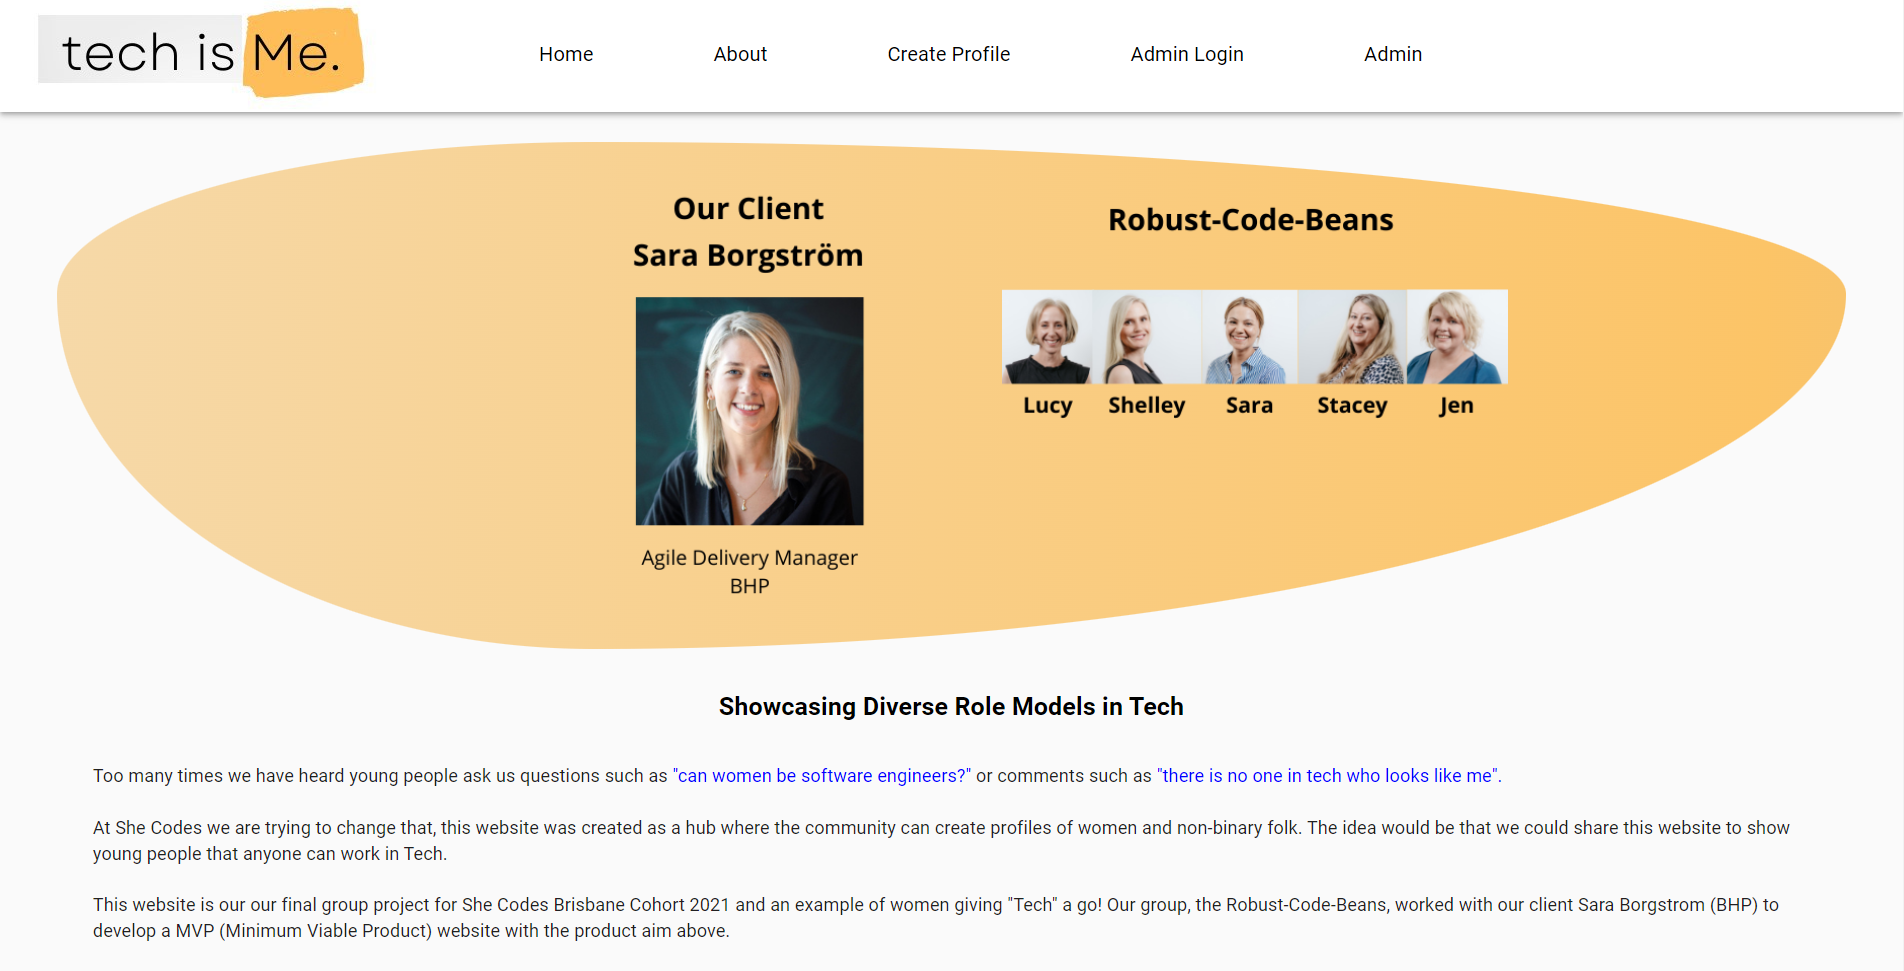 tech is Me.
Home About Create Profile Admin Login Admin
Our Client
Sara Borgström
Agile Delivery Manager
BHP
Robust-Code-Beans
Lucy Shelley Sara Stacey Jen
Showcasing Diverse Role Models in Tech
Too many times we have heard young people ask us questions such as "can women be software engineers?" or comments such as "there is no one in tech who looks like me".
At She Codes we are trying to change that, this website was created as a hub where the community can create profiles of women and non-binary folk. The idea would be that we could share this website to show
young people that anyone can work in Tech.
This website is our our final group project for She Codes Brisbane Cohort 2021 and an example of women giving "Tech" a go! Our group, the Robust-Code-Beans, worked with our client Sara Borgstrom (BHP) to
develop a MVP (Minimum Viable Product) website with the product aim above.